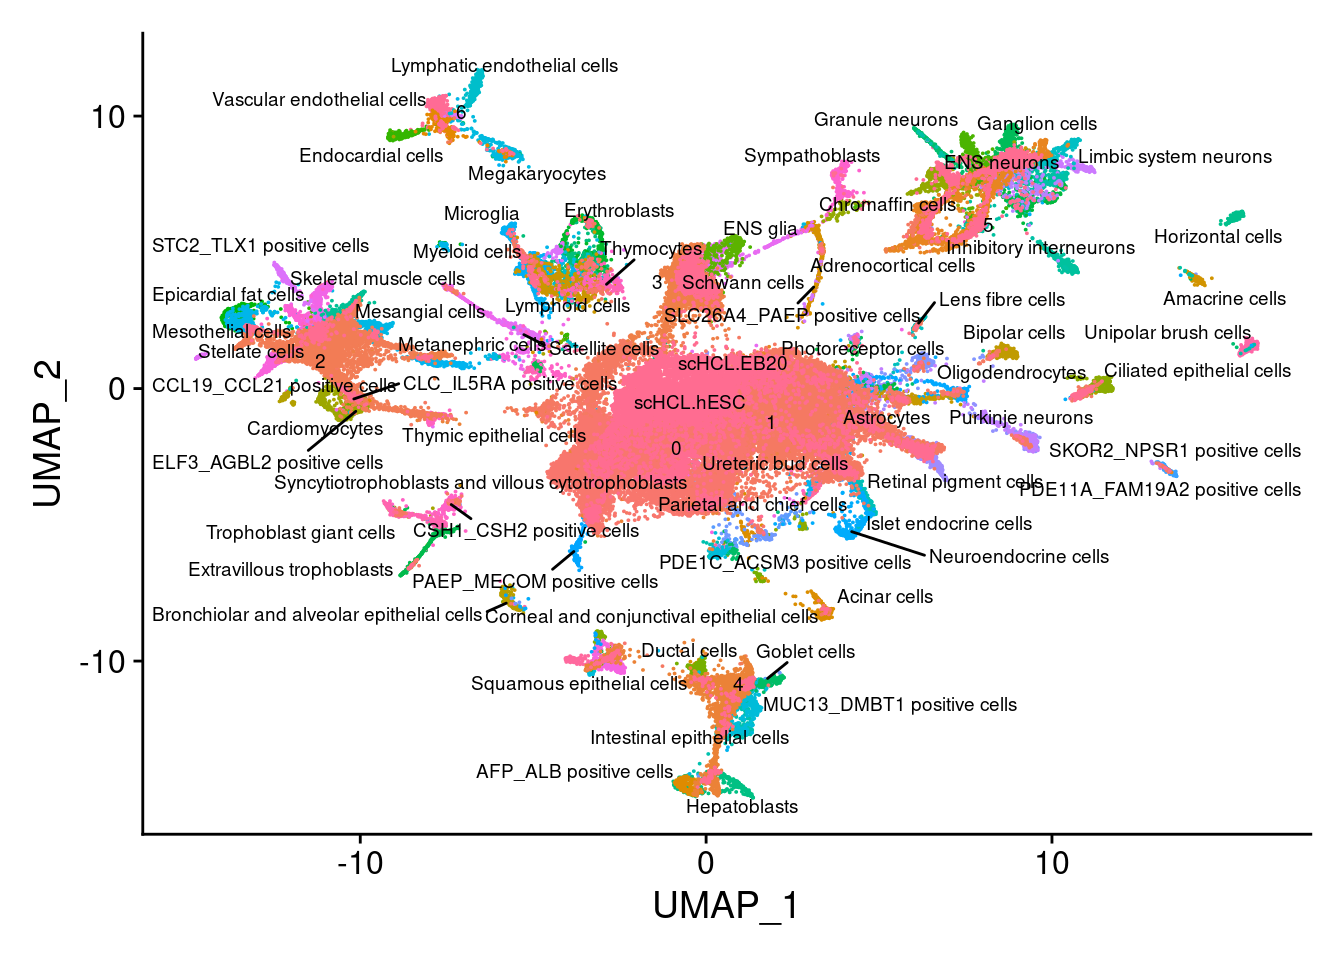 Lymphatic endothelial cells
Vascular endothelial cells
6
Endocardial cells
Megakaryocytes
Granule neurons
Ganglion cells
Sympathoblasts
ENS neurons
Limbic system neurons
Microglia
Erythroblasts
Chromaffin cells
5
ENS glia
Horizontal cells
STC2_TLX1 positive cells
Myeloid cells
Thymocytes
Inhibitory interneurons
Adrenocortical cells
Skeletal muscle cells
3
Schwann cells
Epicardial fat cells
Lymphoid cells
Lens fibre cells
Amacrine cells
Mesangial cells
SLC26A4_PAEP positive cells
Mesothelial cells
Bipolar cells
Unipolar brush cells
Stellate cells
Metanephric cells
Satellite cells
Photoreceptor cells
2
scHCL.EB20
Oligodendrocytes
Ciliated epithelial cells
CCL19_CCL21 positive cells
CLC_IL5RA positive cells
scHCL.hESC
Astrocytes
Purkinje neurons
1
Cardiomyocytes
Thymic epithelial cells
0
SKOR2_NPSR1 positive cells
ELF3_AGBL2 positive cells
Ureteric bud cells
Syncytiotrophoblasts and villous cytotrophoblasts
Retinal pigment cells
PDE11A_FAM19A2 positive cells
Parietal and chief cells
Trophoblast giant cells
CSH1_CSH2 positive cells
Islet endocrine cells
Neuroendocrine cells
Extravillous trophoblasts
PDE1C_ACSM3 positive cells
PAEP_MECOM positive cells
Acinar cells
Bronchiolar and alveolar epithelial cells
Corneal and conjunctival epithelial cells
Ductal cells
Goblet cells
Squamous epithelial cells
4
MUC13_DMBT1 positive cells
Intestinal epithelial cells
AFP_ALB positive cells
Hepatoblasts
10
0
-10
UMAP_2
-10
0
10
UMAP_1